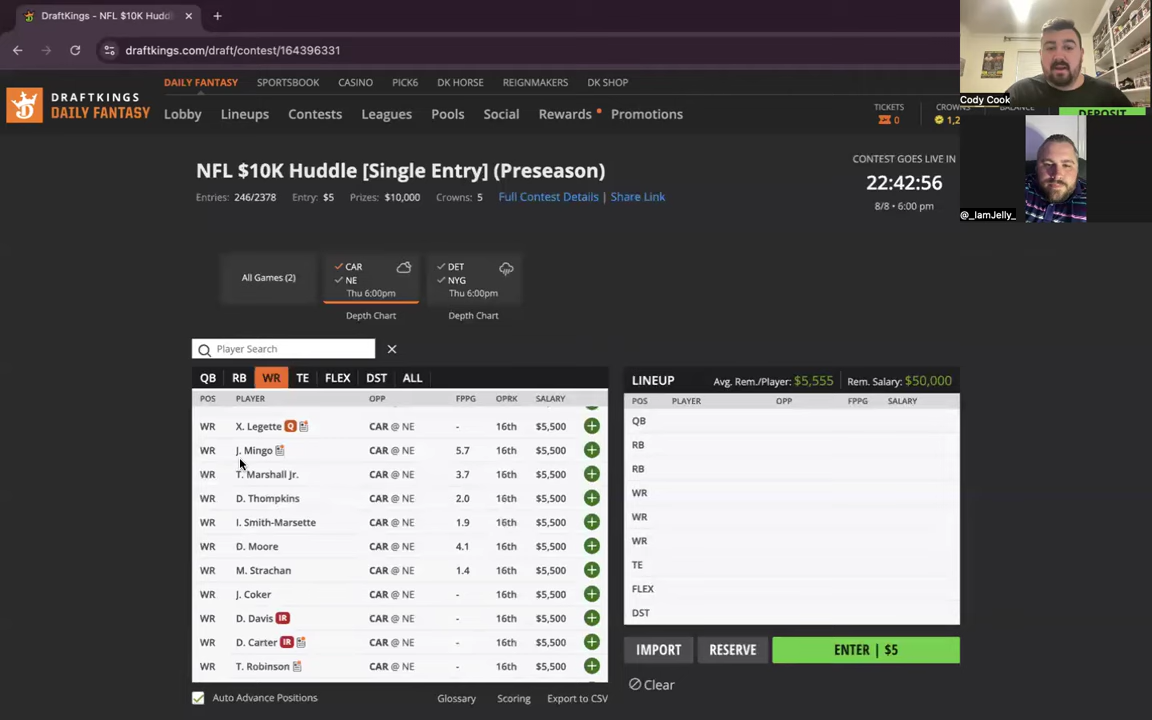 DraftKings - NFL $10K Huddl
draftkings.com/draft/contest/164396331
Cody Cook
@_IamJelly_
DAILY FANTASY SPORTSBOOK CASINO PICK6 DK HORSE REIGNMAKERS DK SHOP
DRAFTKINGS
DAILY FANTASY
Lobby Lineups Contests Leagues Pools Social Rewards Promotions
TICKETS
0
CROWNS
1,2
BALANCE
DEPOSIT
NFL $10K Huddle [Single Entry] (Preseason)
Entries: 246/2378 Entry: $5 Prizes: $10,000 Crowns: 5 Full Contest Details | Share Link
CONTEST GOES LIVE IN
22:42:56
8/8 • 6:00 pm
All Games (2)
CAR
NE
Thu 6:00pm
Depth Chart
DET
NYG
Thu 6:00pm
Depth Chart
Player Search
QB RB WR TE FLEX DST ALL
POS PLAYER OPP FPPG OPRK SALARY
WR X. Legette Q CAR @ NE - 16th $5,500
WR J. Mingo CAR @ NE 5.7 16th $5,500
WR T. Marshall Jr. CAR @ NE 3.7 16th $5,500
WR D. Thompkins CAR @ NE 2.0 16th $5,500
WR I. Smith-Marsette CAR @ NE 1.9 16th $5,500
WR D. Moore CAR @ NE 4.1 16th $5,500
WR M. Strachan CAR @ NE 1.4 16th $5,500
WR J. Coker CAR @ NE - 16th $5,500
WR D. Davis IR CAR @ NE - 16th $5,500
WR D. Carter IR CAR @ NE - 16th $5,500
WR T. Robinson CAR @ NE - 16th $5,500
Auto Advance Positions Glossary Scoring Export to CSV
LINEUP Avg. Rem./Player: $5,555 Rem. Salary: $50,000
POS PLAYER OPP FPPG SALARY
QB
RB
RB
WR
WR
WR
TE
FLEX
DST
IMPORT RESERVE ENTER | $5
Clear